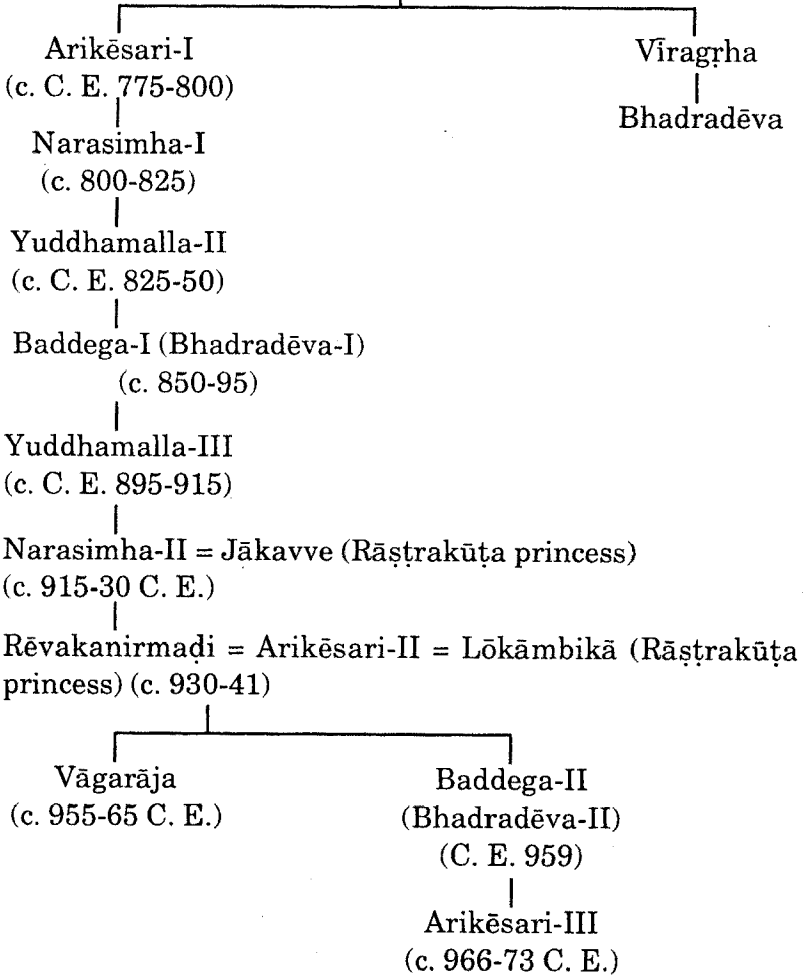 Arikēsari-I
(c. C. E. 775-800)
Vīragṛha
Bhadradēva
Narasimha-I
(c. 800-825)
Yuddhamalla-II
(c. C. E. 825-50)
Baddega-I (Bhadradēva-I)
(c. 850-95)
Yuddhamalla-III
(c. C. E. 895-915)
Narasimha-II = Jākavve (Rāṣṭrakūṭa princess)
(c. 915-30 C. E.)
Rēvakanirmaḍi = Arikēsari-II = Lōkāmbikā (Rāṣṭrakūṭa
princess) (c. 930-41)
Vāgarāja
(c. 955-65 C. E.)
Baddega-II
(Bhadradēva-II)
(C. E. 959)
Arikēsari-III
(c. 966-73 C. E.)